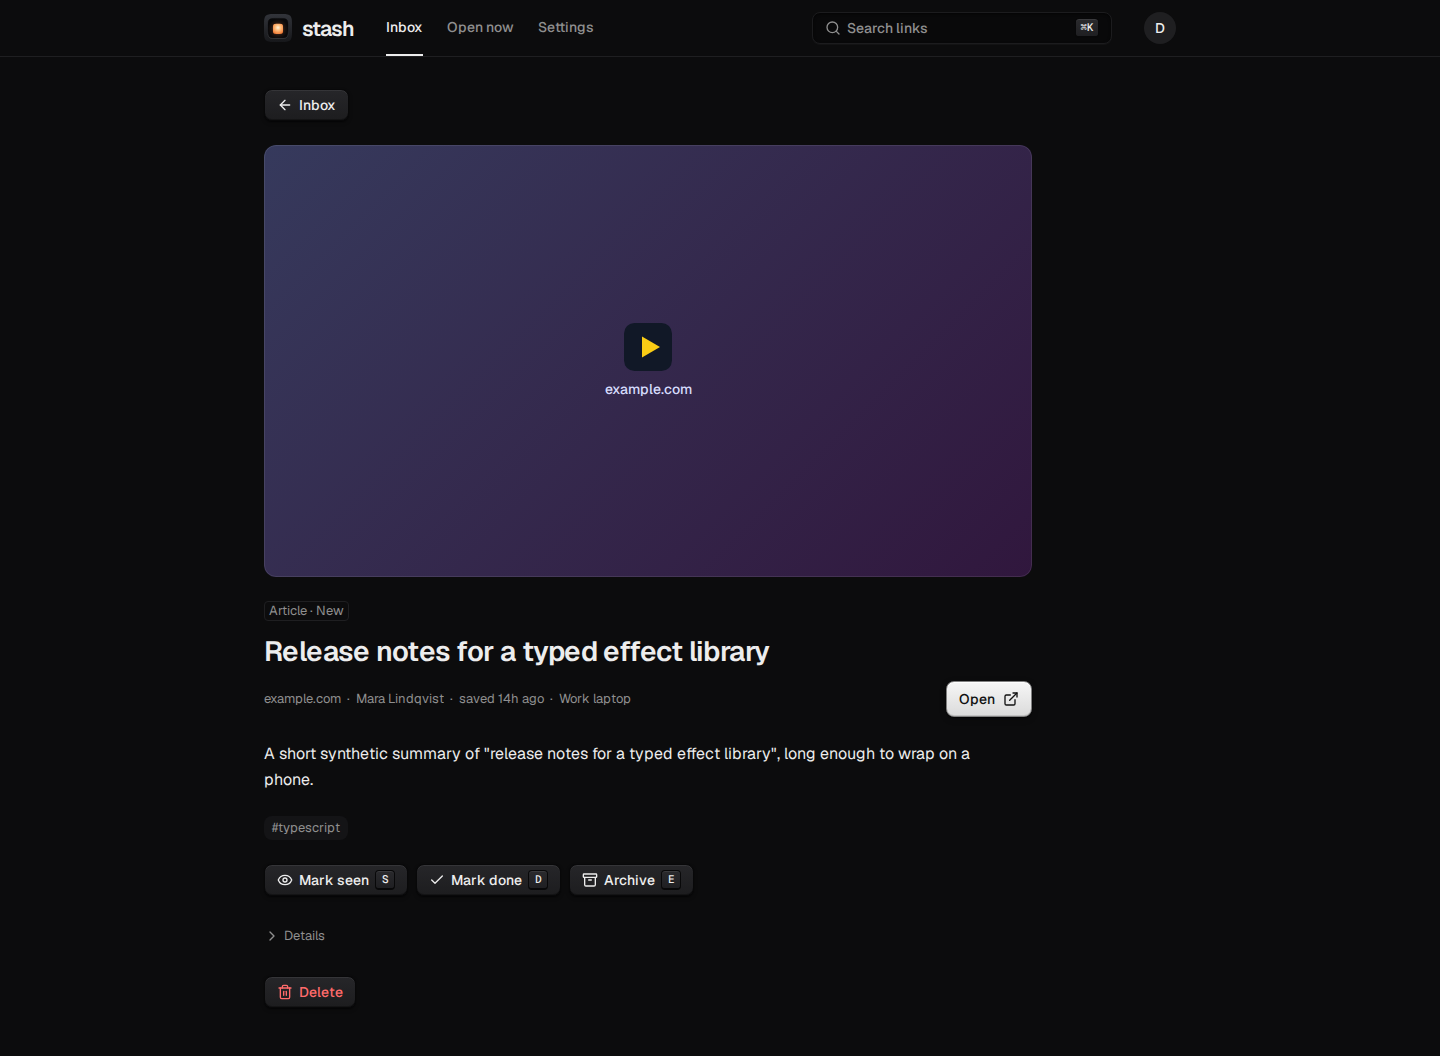 stash
Inbox
Open now
Settings
Search links
⌘K
D
Inbox
example.com
Article · New
Release notes for a typed effect library
example.com · Mara Lindqvist · saved 14h ago · Work laptop
Open
A short synthetic summary of "release notes for a typed effect library", long enough to wrap on a
phone.
#typescript
Mark seen S
Mark done D
Archive E
Details
Delete